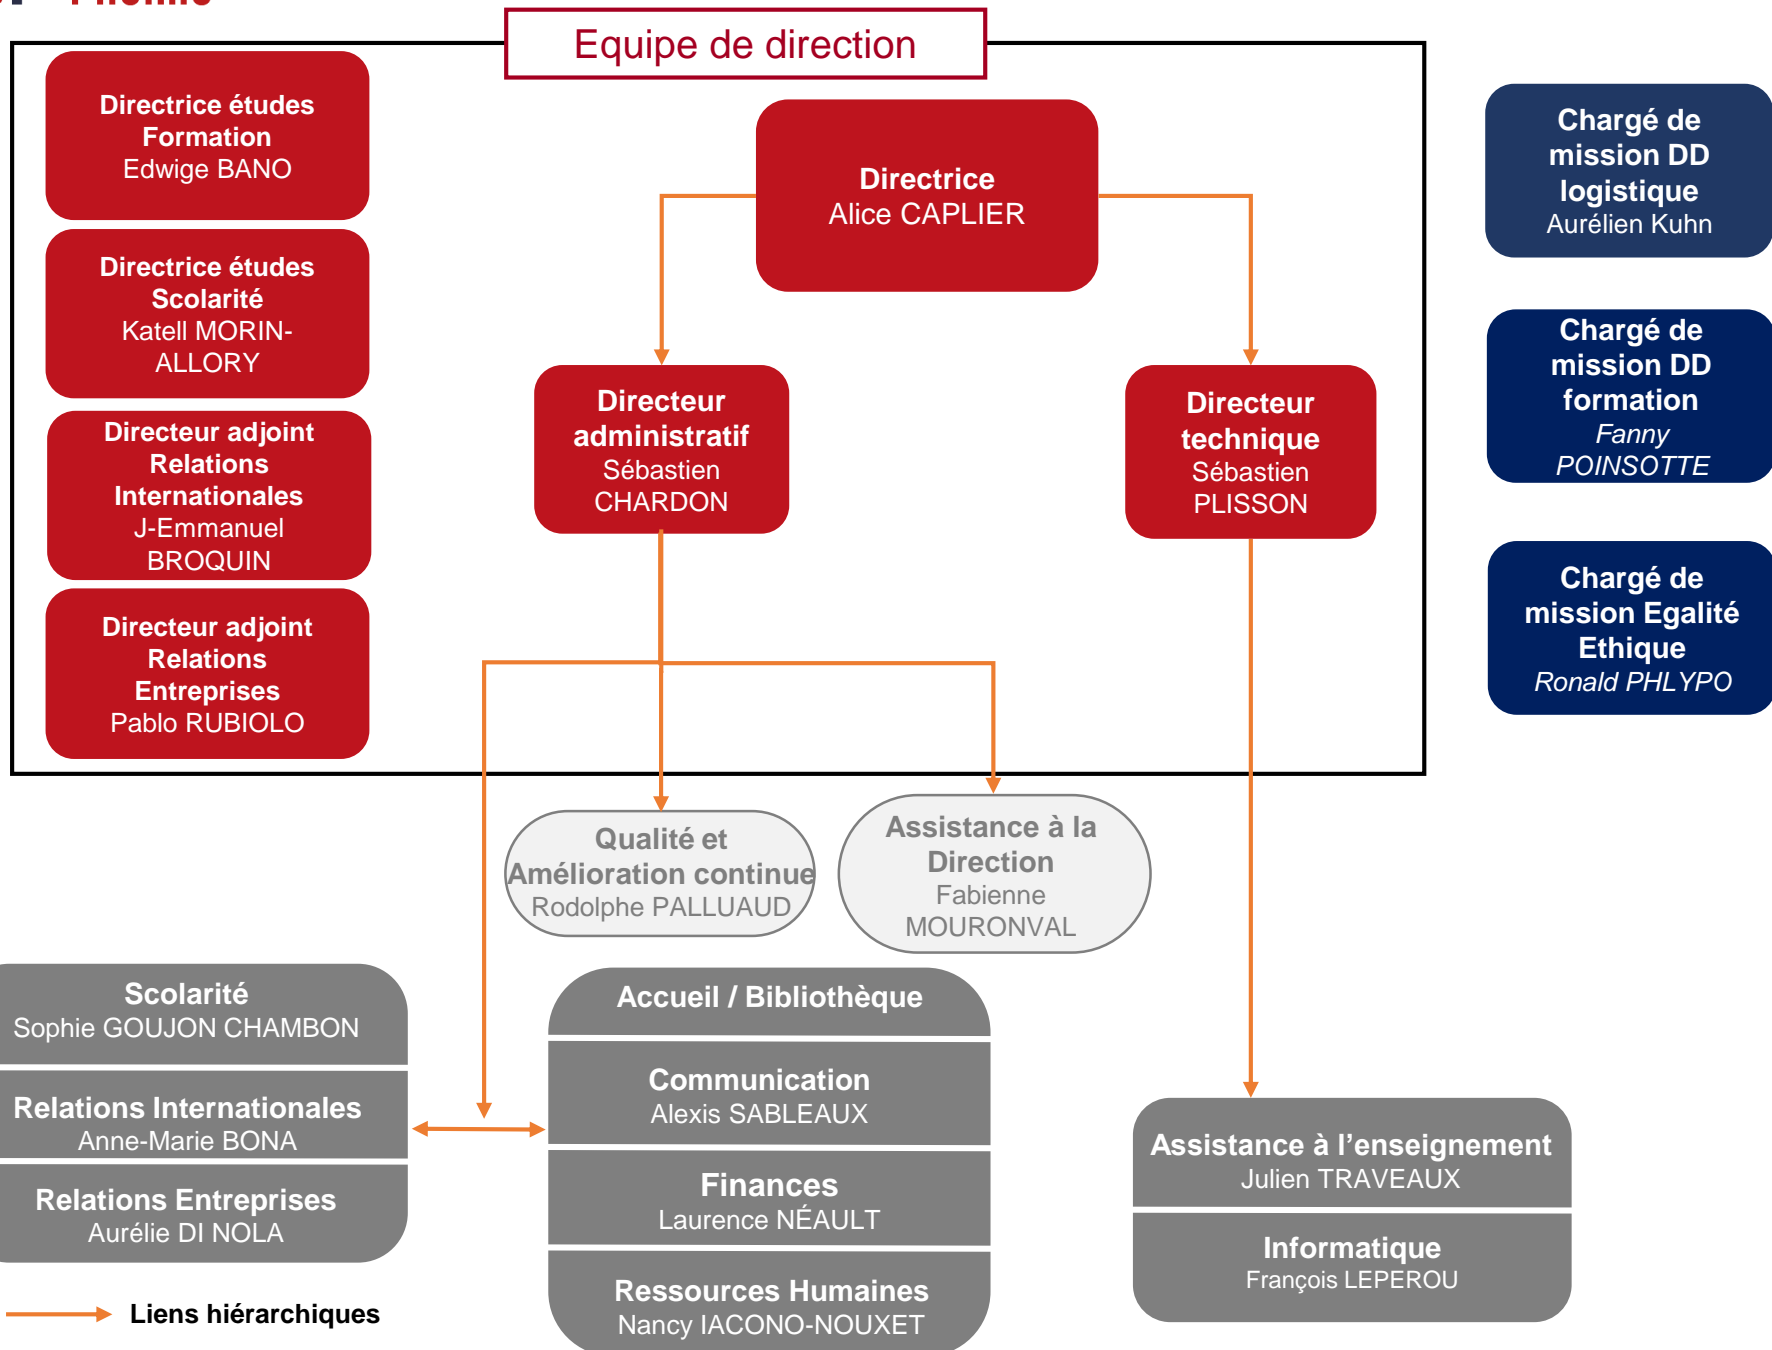 Equipe de direction
Directrice études
Formation
Edwige BANO
Directrice études
Scolarité
Katell MORIN-
ALLORY
Directeur adjoint
Relations
Internationales
J-Emmanuel
BROQUIN
Directeur adjoint
Relations
Entreprises
Pablo RUBIOLO
Directrice
Alice CAPLIER
Directeur
administratif
Sébastien
CHARDON
Directeur
technique
Sébastien
PLISSON
Chargé de
mission DD
logistique
Aurélien Kuhn
Chargé de
mission DD
formation
Fanny
POINSOTTE
Chargé de
mission Egalité
Ethique
Ronald PHLYPO
Qualité et
Amélioration continue
Rodolphe PALLUAUD
Assistance à la
Direction
Fabienne
MOURONVAL
Scolarité
Sophie GOUJON CHAMBON
Relations Internationales
Anne-Marie BONA
Relations Entreprises
Aurélie DI NOLA
Accueil / Bibliothèque
Communication
Alexis SABLEAUX
Finances
Laurence NÉAULT
Ressources Humaines
Nancy IACONO-NOUXET
Assistance à l’enseignement
Julien TRAVEAUX
Informatique
François LEPEROU
Liens hiérarchiques